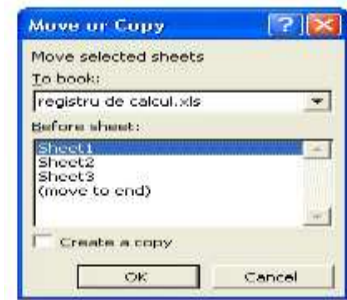 Move or Copy
Move selected sheets
To book:
registru de calcul.xls
Before sheet:
Sheet1
Sheet2
Sheet3
(move to end)
Create a copy
OK Cancel